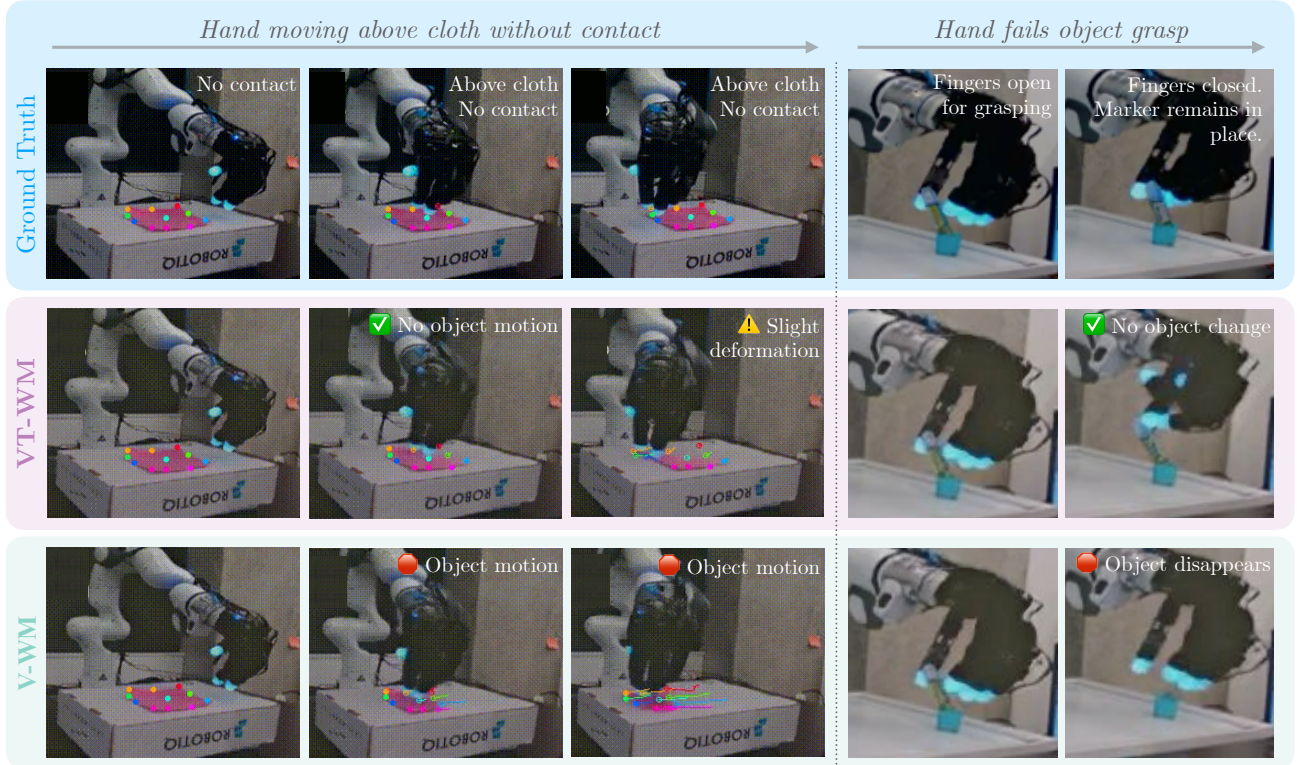 Hand moving above cloth without contact
Hand fails object grasp
Ground Truth
No contact
Above cloth
No contact
Above cloth
No contact
Fingers open
for grasping
Fingers closed.
Marker remains in
place.
ROBOTIQ
ROBOTIQ
ROBOTIQ
VT-WM
No object motion
Slight
deformation
No object change
ROBOTIQ
ROBOTIQ
ROBOTIQ
V-WM
Object motion
Object motion
Object disappears
ROBOTIQ
ROBOTIQ
ROBOTIQ